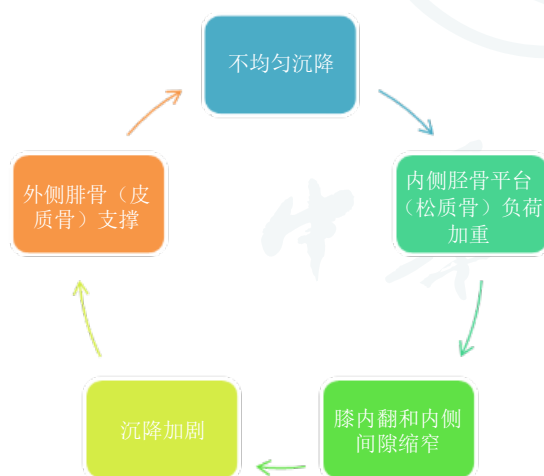 不均匀沉降
内侧胫骨平台
（松质骨）负荷
加重
膝内翻和内侧
间隙缩窄
沉降加剧
外侧腓骨（皮
质骨）支撑